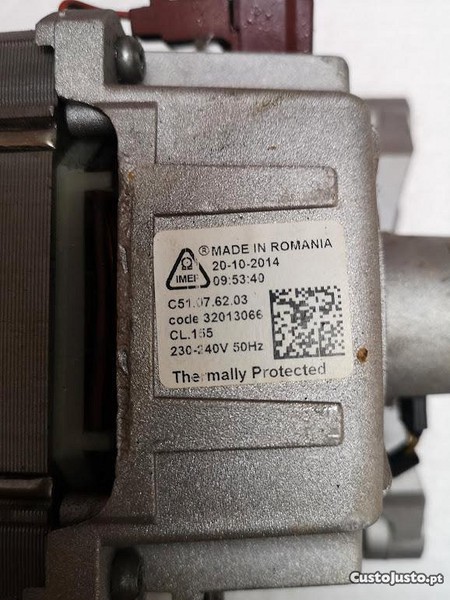 ® MADE IN ROMANIA
20-10-2014
IMEF 09:53:40
C51.07.62.03
code 32013066
CL.155
230-240V 50Hz
Thermally Protected
CustoJusto.pt